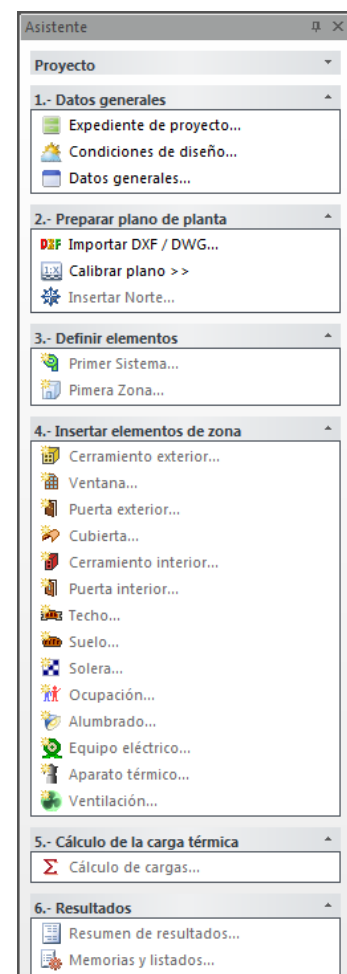 Asistente
Proyecto
1.- Datos generales
Expediente de proyecto...
Condiciones de diseño...
Datos generales...
2.- Preparar plano de planta
DXF Importar DXF / DWG...
1:X Calibrar plano >>
Insertar Norte...
3.- Definir elementos
Primer Sistema...
Pimera Zona...
4.- Insertar elementos de zona
Cerramiento exterior...
Ventana...
Puerta exterior...
Cubierta...
Cerramiento interior...
Puerta interior...
Techo...
Suelo...
Solera...
Ocupación...
Alumbrado...
Equipo eléctrico...
Aparato térmico...
Ventilación...
5.- Cálculo de la carga térmica
Σ Cálculo de cargas...
6.- Resultados
Resumen de resultados...
Memorias y listados...